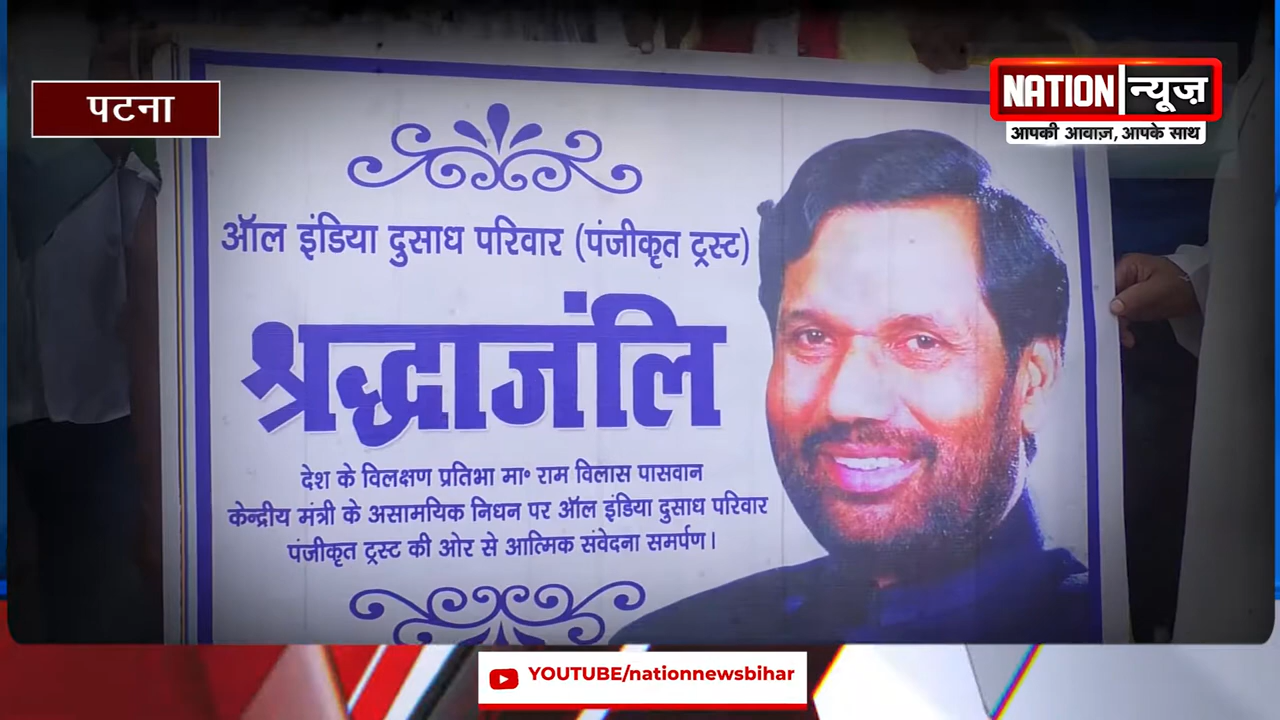 पटना
NATION न्यूज़
आपकी आवाज़, आपके साथ
ऑल इंडिया दुसाध परिवार (पंजीकृत ट्रस्ट)
श्रद्धाजंलि
देश के विलक्षण प्रतिभा मा० राम विलास पासवान
केन्द्रीय मंत्री के असामयिक निधन पर ऑल इंडिया दुसाध परिवार
पंजीकृत ट्रस्ट की ओर से आत्मिक संवेदना समर्पण।
YOUTUBE/nationnewsbihar